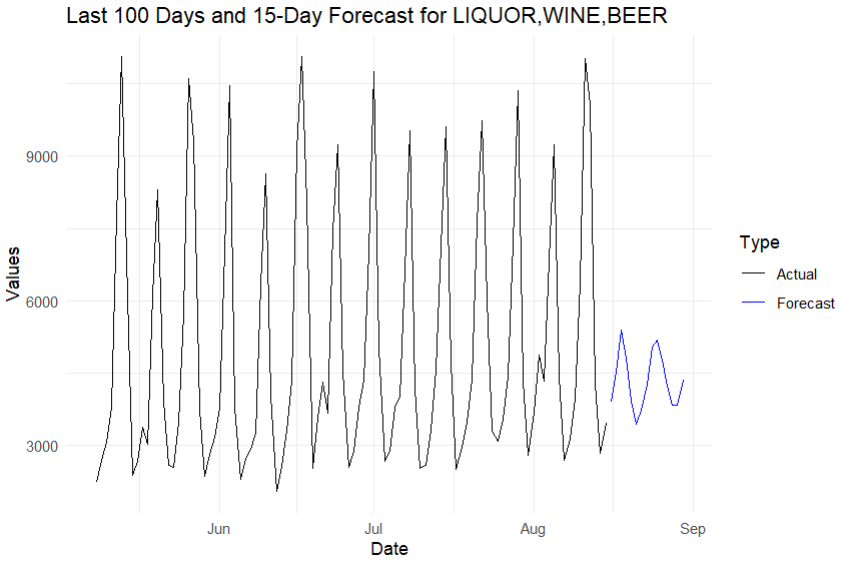 Last 100 Days and 15-Day Forecast for LIQUOR,WINE,BEER
9000
6000
3000
Values
Jun Jul Aug Sep
Date
Type
Actual
Forecast